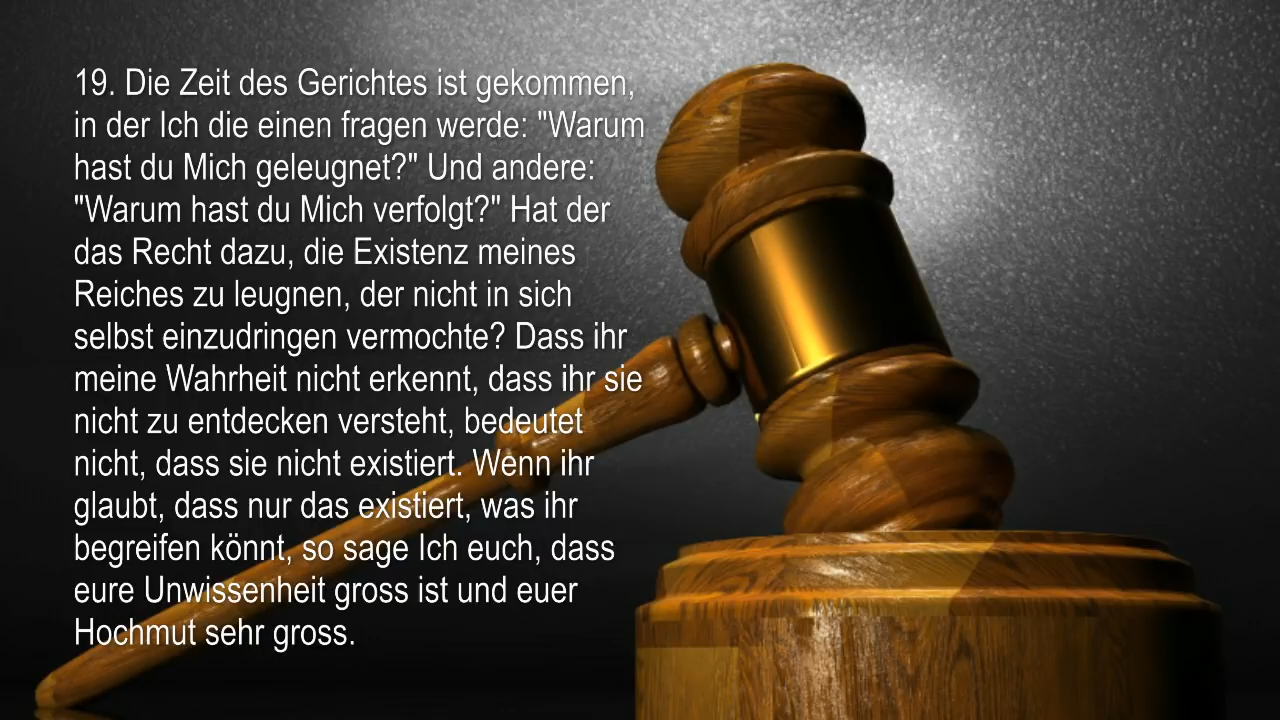 19. Die Zeit des Gerichtes ist gekommen,
in der Ich die einen fragen werde: "Warum
hast du Mich geleugnet?" Und andere:
"Warum hast du Mich verfolgt?" Hat der
das Recht dazu, die Existenz meines
Reiches zu leugnen, der nicht in sich
selbst einzudringen vermochte? Dass ihr
meine Wahrheit nicht erkennt, dass ihr sie
nicht zu entdecken versteht, bedeutet
nicht, dass sie nicht existiert. Wenn ihr
glaubt, dass nur das existiert, was ihr
begreifen könnt, so sage Ich euch, dass
eure Unwissenheit gross ist und euer
Hochmut sehr gross.